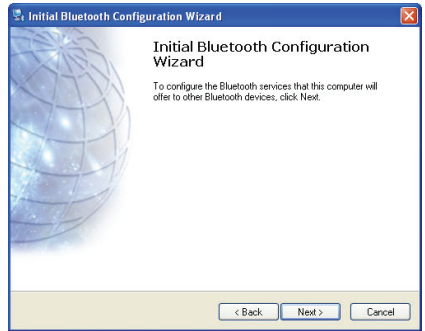 Initial Bluetooth Configuration Wizard
Initial Bluetooth Configuration
Wizard
To configure the Bluetooth services that this computer will
offer to other Bluetooth devices, click Next.
< Back Next > Cancel